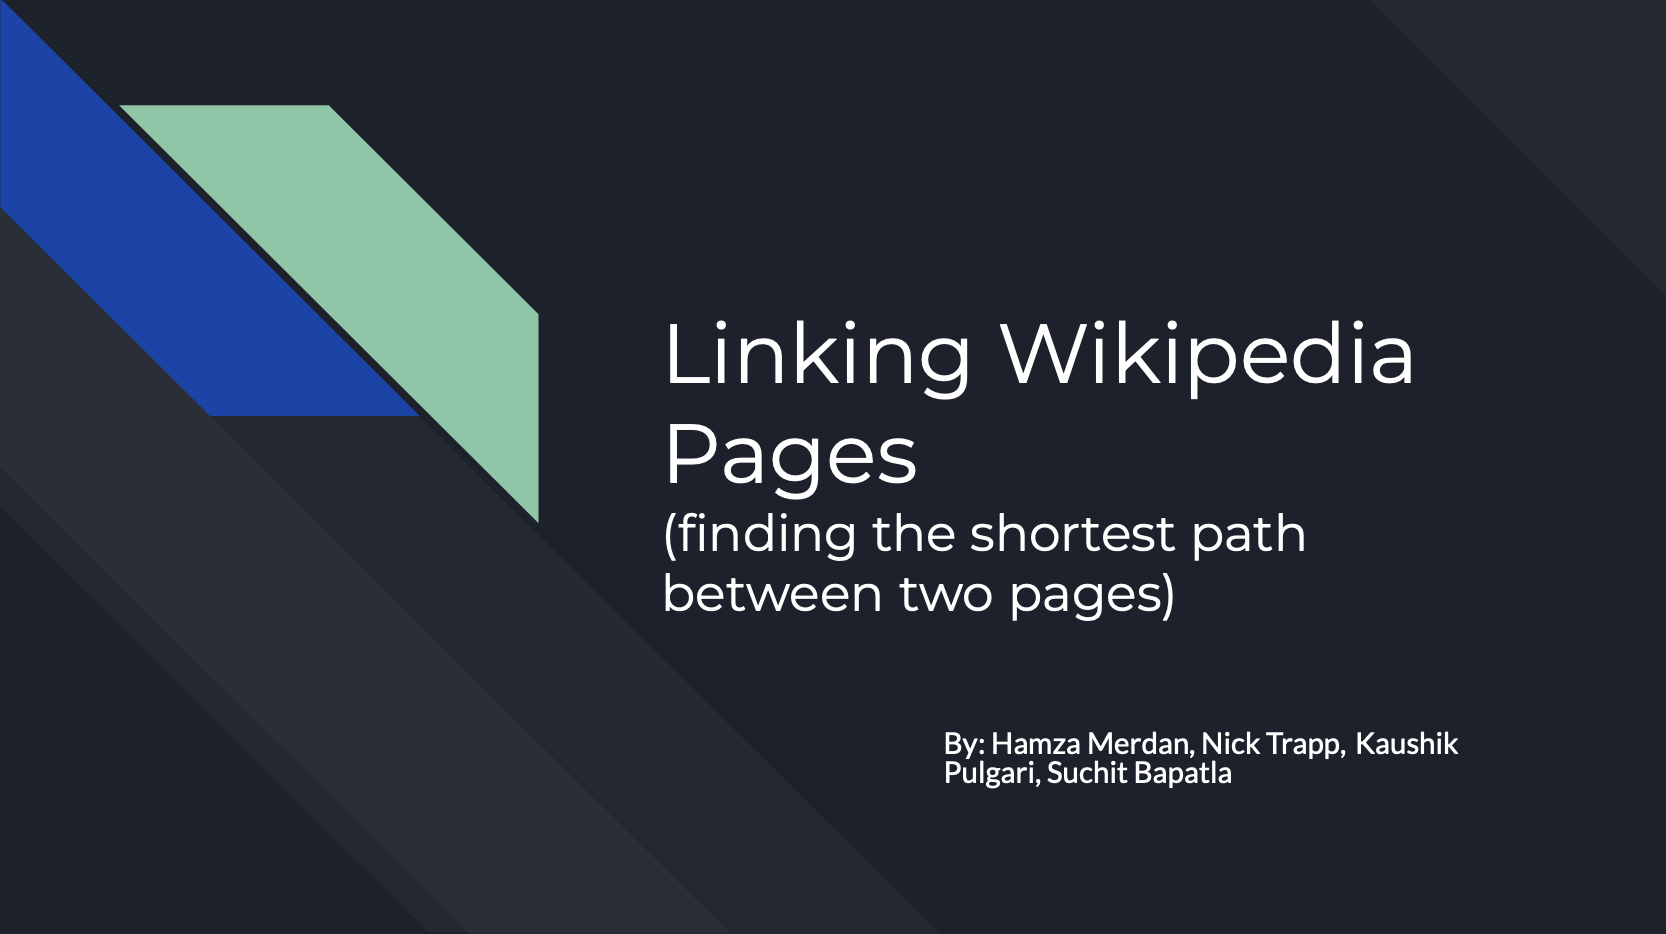 Linking Wikipedia
Pages
(finding the shortest path
between two pages)
By: Hamza Merdan, Nick Trapp, Kaushik
Pulgari, Suchit Bapatla